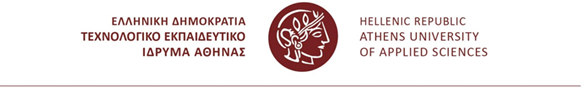 ΕΛΛΗΝΙΚΗ ΔΗΜΟΚΡΑΤΙΑ
ΤΕΧΝΟΛΟΓΙΚΟ ΕΚΠΑΙΔΕΥΤΙΚΟ
ΙΔΡΥΜΑ ΑΘΗΝΑΣ
HELLENIC REPUBLIC
ATHENS UNIVERSITY
OF APPLIED SCIENCES